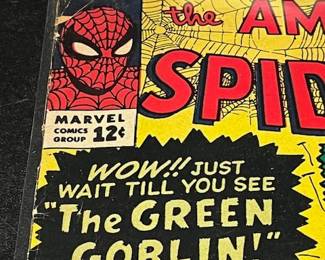 the AM
SPID
MARVEL
COMICS
GROUP 12¢
WOW!! JUST
WAIT TILL YOU SEE
"The GREEN
GOBLIN!"